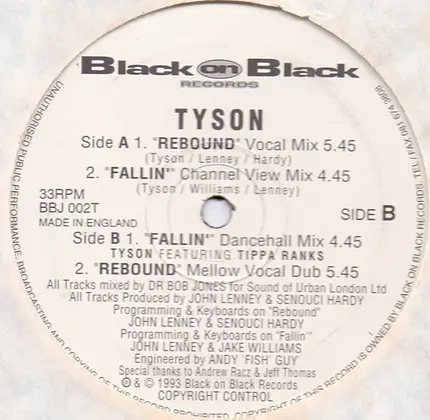 Black on Black
RECORDS
TYSON
Side A 1. "REBOUND" Vocal Mix 5.45
(Tyson / Lenney / Hardy)
2. "FALLIN'" Channel View Mix 4.45
(Tyson / Williams / Lenney)
33RPM
BBJ 002T
MADE IN ENGLAND
SIDE B
Side B 1. "FALLIN'" Dancehall Mix 4.45
TYSON FEATURING TIPPA RANKS
2. "REBOUND" Mellow Vocal Dub 5.45
All Tracks mixed by DR BOB JONES for Sound of Urban London Ltd
All Tracks Produced by JOHN LENNEY & SENOUCI HARDY
Programming & Keyboards on "Rebound"
JOHN LENNEY & SENOUCI HARDY
Programming & Keyboards on "Fallin'"
JOHN LENNEY & JAKE WILLIAMS
Engineered by ANDY "FISH" GUY
Special thanks to Andrew Racz & Jeff Thomas
℗ & © 1993 Black on Black Records
COPYRIGHT CONTROL
UNAUTHORISED PUBLIC PERFORMANCE, BROADCASTING AND COPYING OF THIS RECORD PROHIBITED. COPYRIGHT OF THIS RECORD IS OWNED BY BLACK ON BLACK RECORDS. TEL / FAX 081 674 3608